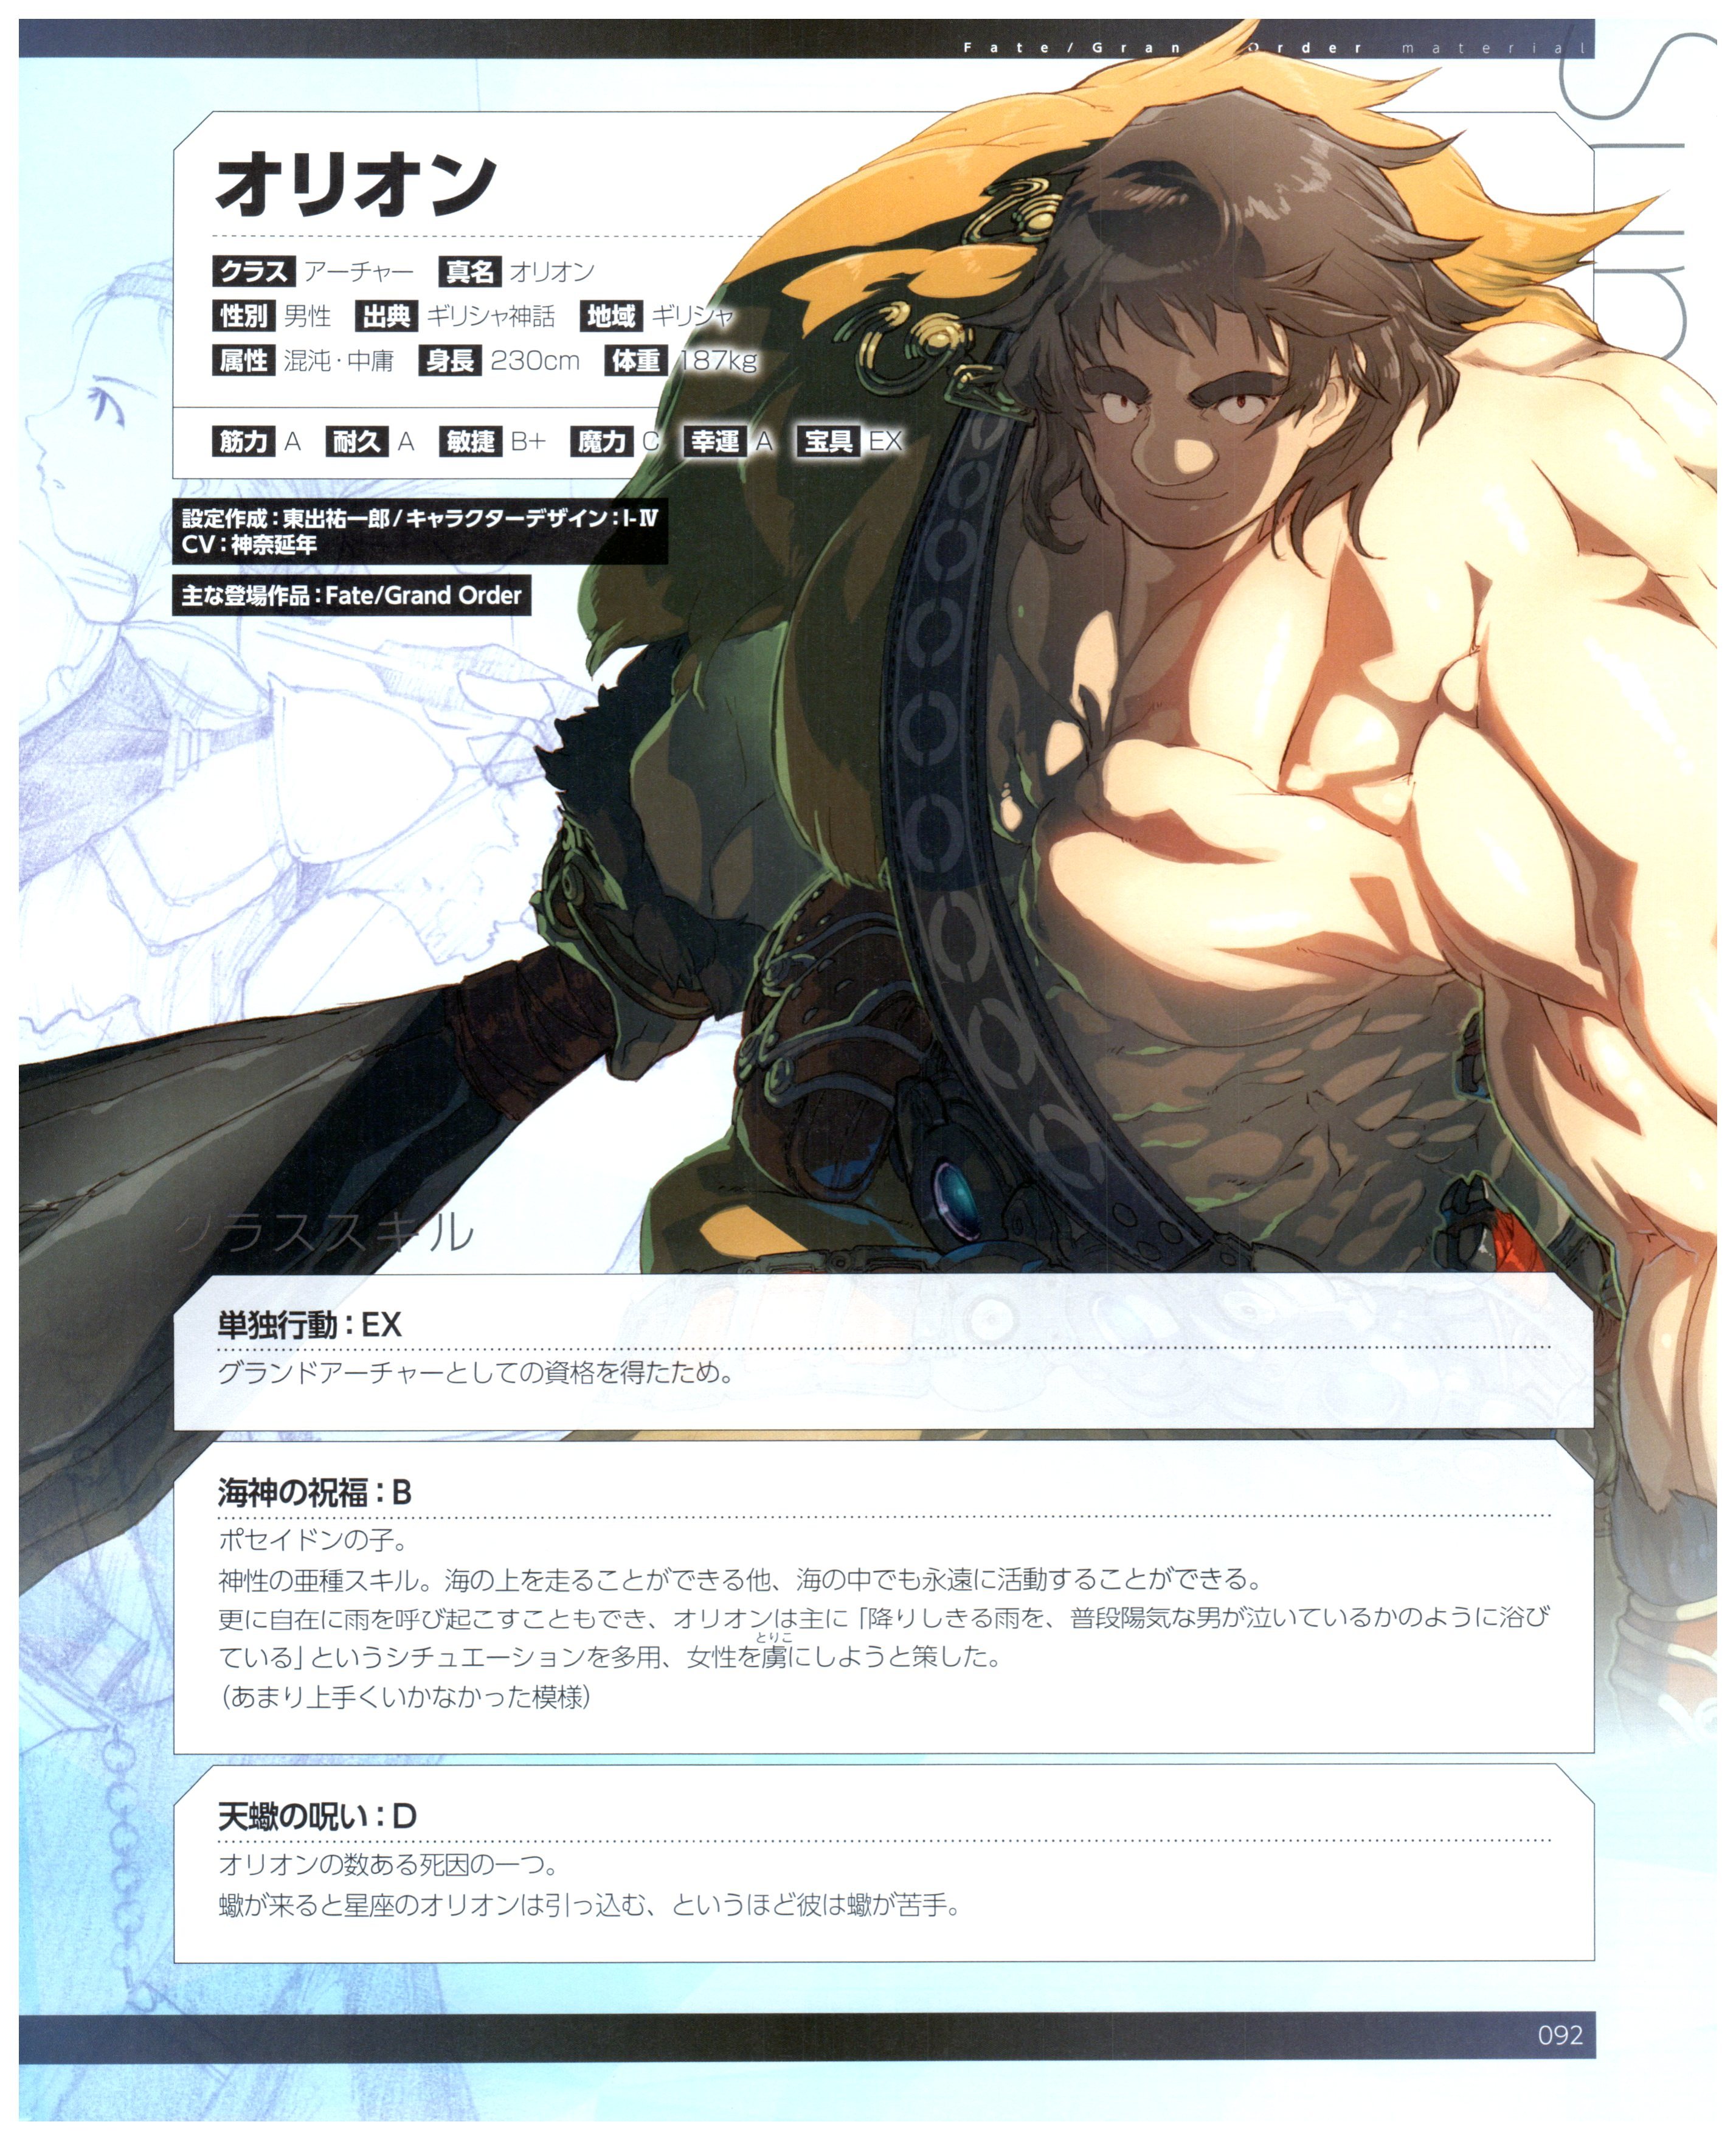 Fate/Grand Order material
オリオン
クラス アーチャー 真名 オリオン
性別 男性 出典 ギリシャ神話 地域 ギリシャ
属性 混沌・中庸 身長 230cm 体重 187kg
筋力 A 耐久 A 敏捷 B+ 魔力 C 幸運 A 宝具 EX
設定作成:東出祐一郎/キャラクターデザイン:I-Ⅳ
CV:神奈延年
主な登場作品:Fate/Grand Order
クラススキル
単独行動:EX
グランドアーチャーとしての資格を得たため。
海神の祝福:B
ポセイドンの子。
神性の亜種スキル。海の上を走ることができる他、海の中でも永遠に活動することができる。
更に自在に雨を呼び起こすこともでき、オリオンは主に「降りしきる雨を、普段陽気な男が泣いているかのように浴び
とりこ
ている」というシチュエーションを多用、女性を虜にしようと策した。
(あまり上手くいかなかった模様)
天蠍の呪い:D
オリオンの数ある死因の一つ。
蠍が来ると星座のオリオンは引っ込む、というほど彼は蠍が苦手。
092